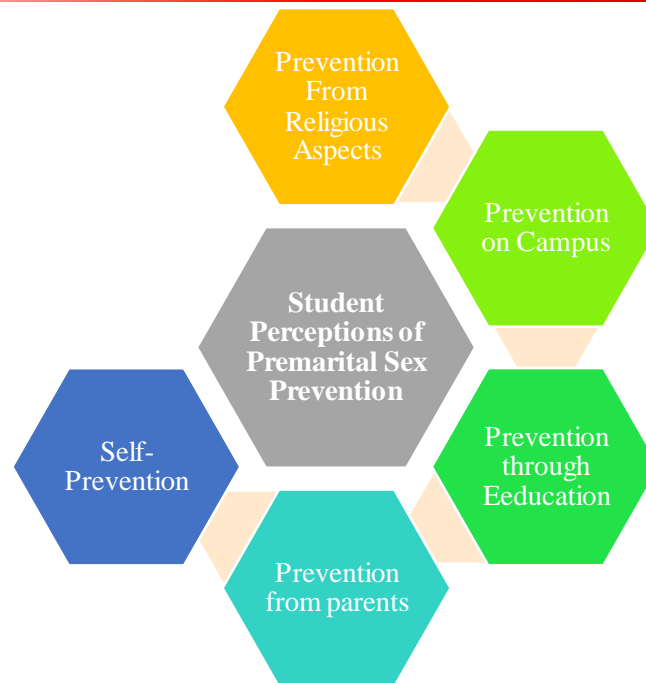 Prevention
From
Religious
Aspects
Prevention
on Campus
Student
Perceptions of
Premarital Sex
Prevention
Prevention
through
Eeducation
Self-
Prevention
Prevention
from parents